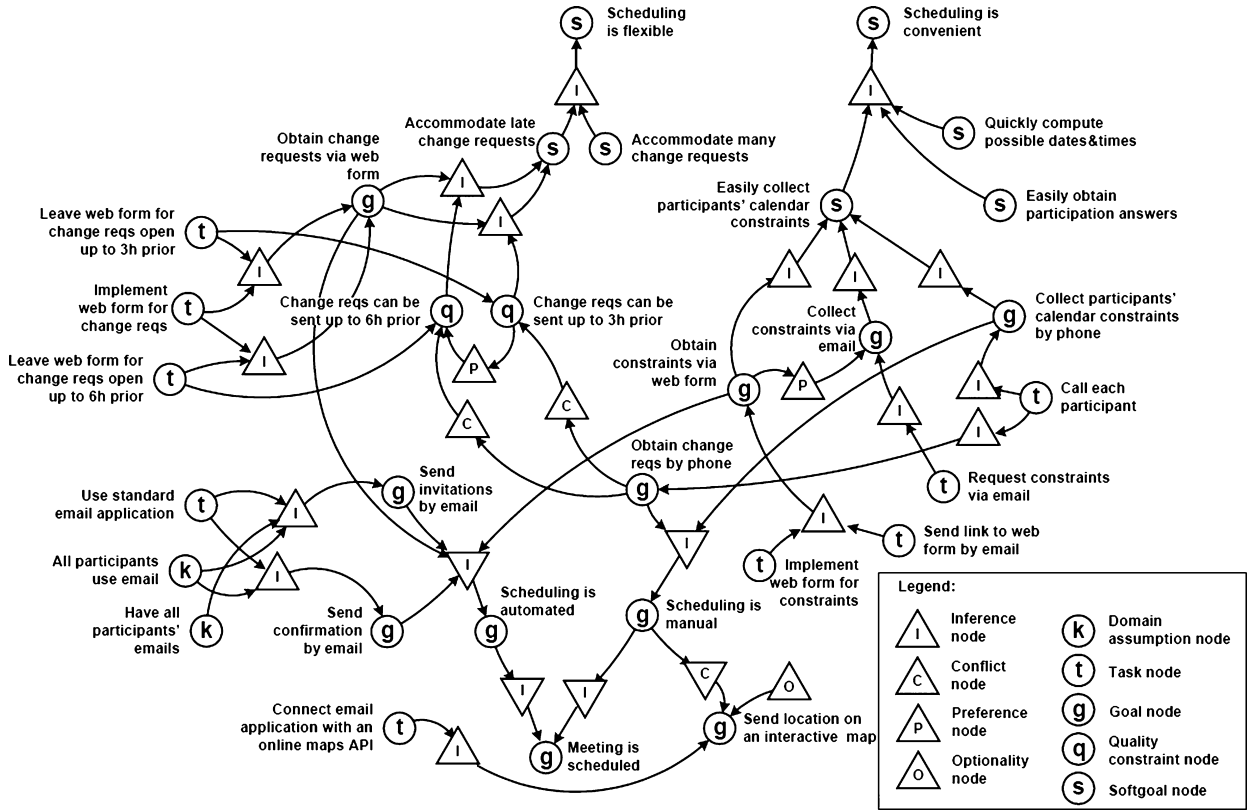 s
Scheduling
is flexible
s
Scheduling is
convenient
I
I
Accommodate late
change requests
s
s
Accommodate many
change requests
s
Quickly compute
possible dates&times
Obtain change
requests via web
form
g
I
I
Easily collect
participants' calendar
constraints
s
s
Easily obtain
participation answers
Leave web form for
change reqs open
up to 3h prior
t
I
I
I
I
Implement
web form for
change reqs
t
Change reqs can be
sent up to 6h prior
q
q
Change reqs can be
sent up to 3h prior
Collect
constraints via
email
g
g
Collect participants'
calendar constraints
by phone
Leave web form for
change reqs open
up to 6h prior
t
I
P
Obtain
constraints via
web form
g
P
I
I
t
Call each
participant
C
C
I
Obtain change
reqs by phone
g
Request constraints
via email
t
Use standard
email application
t
I
g
Send
invitations
by email
I
I
I
t
Send link to web
form by email
t
Implement
web form for
constraints
All participants
use email
k
I
Have all
participants'
emails
k
Send
confirmation
by email
g
Scheduling is
automated
g
g
Scheduling is
manual
I
I
C
O
Connect email
application with an
online maps API
t
I
g
Meeting is
scheduled
g
Send location on
an interactive map
Legend:
I
Inference
node
C
Conflict
node
P
Preference
node
O
Optionality
node
k
Domain
assumption node
t
Task node
g
Goal node
q
Quality
constraint node
s
Softgoal node